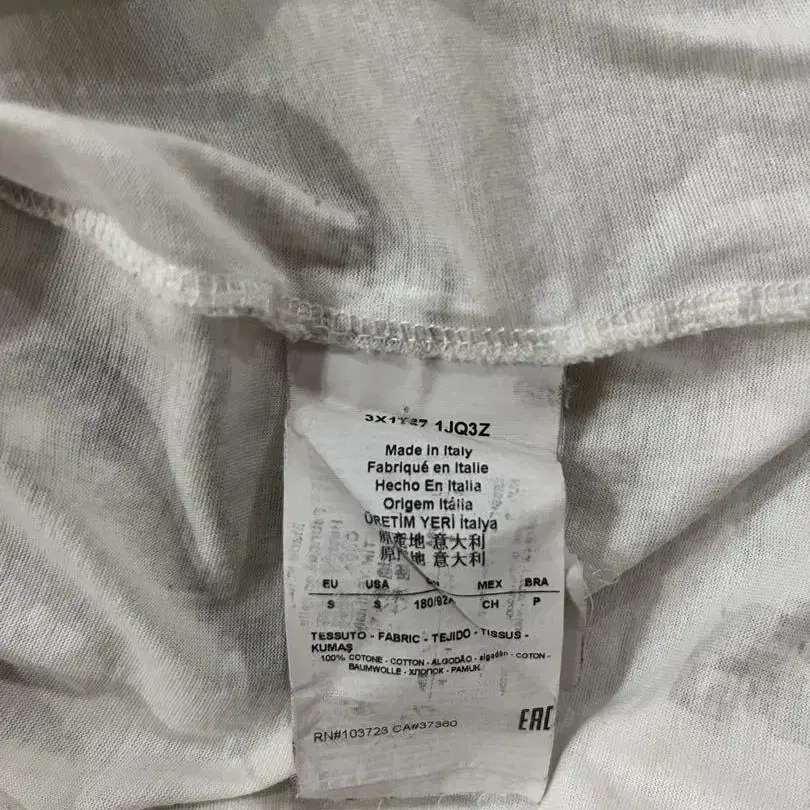 3X1T27 1JQ3Z
Made in Italy
Fabriqué en Italie
Hecho En Italia
Origem Itália
ÜRETİM YERİ İtalya
原産地 意大利
原产地 意大利
EU USA MEX BRA
S S 180/92A CH P
TESSUTO - FABRIC - TEJIDO - TISSUS -
KUMAŞ
100% COTONE - COTTON - ALGODÃO - algodón - COTON -
BAUMWOLLE - ХЛОПОК - PAMUK
RN#103723 CA#37380
EAC